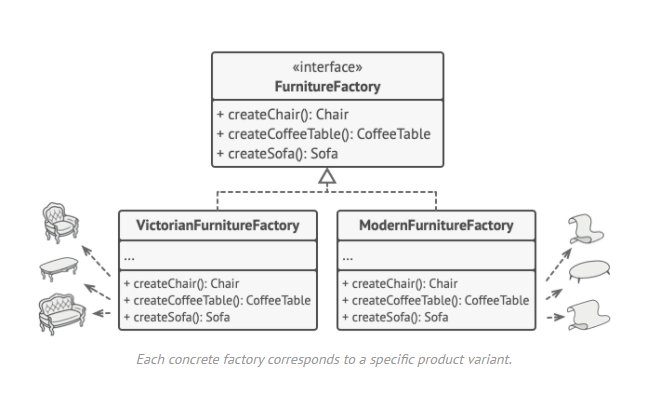 «interface»
FurnitureFactory
+ createChair(): Chair
+ createCoffeeTable(): CoffeeTable
+ createSofa(): Sofa
VictorianFurnitureFactory
...
+ createChair(): Chair
+ createCoffeeTable(): CoffeeTable
+ createSofa(): Sofa
ModernFurnitureFactory
...
+ createChair(): Chair
+ createCoffeeTable(): CoffeeTable
+ createSofa(): Sofa
Each concrete factory corresponds to a specific product variant.